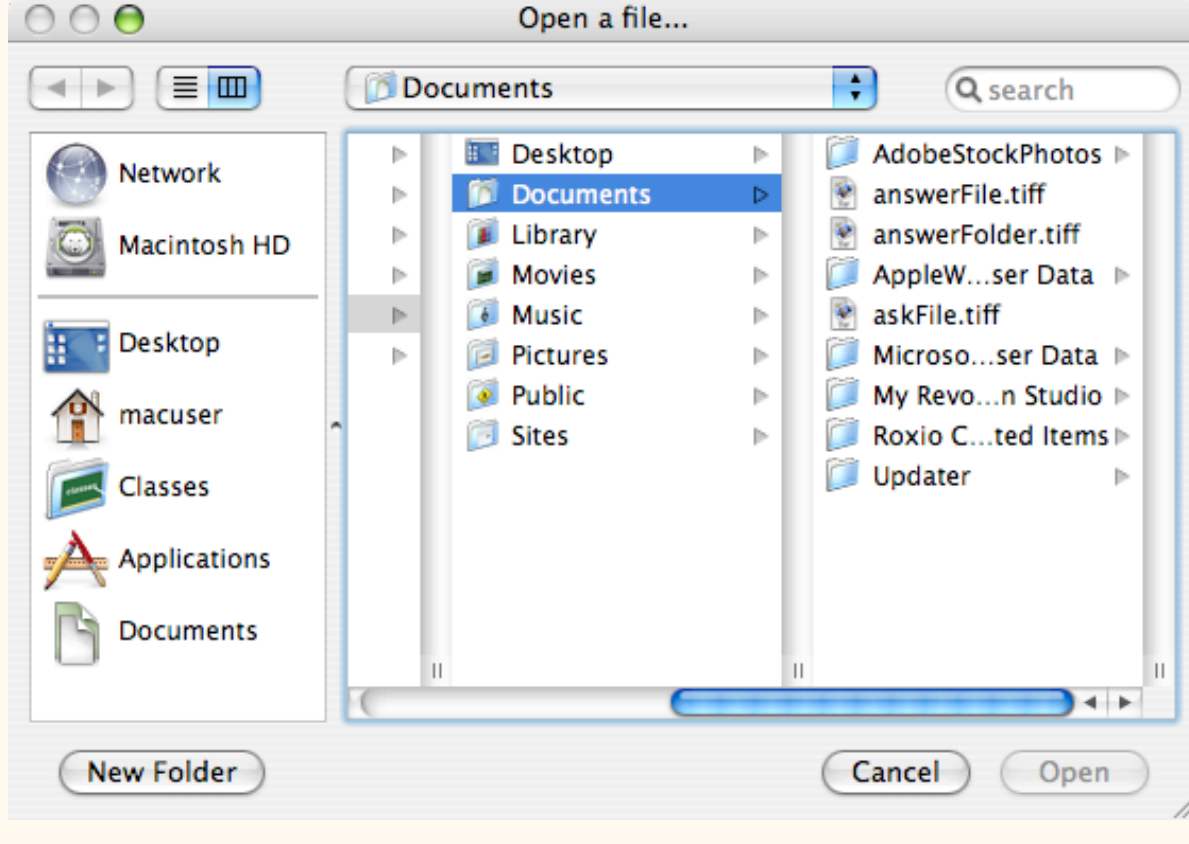 Open a file...
Documents
search
Network
Macintosh HD
Desktop
macuser
Classes
Applications
Documents
Desktop
Documents
Library
Movies
Music
Pictures
Public
Sites
AdobeStockPhotos
answerFile.tiff
answerFolder.tiff
AppleW...ser Data
askFile.tiff
Microso...ser Data
My Revo...n Studio
Roxio C...ted Items
Updater
New Folder
Cancel
Open